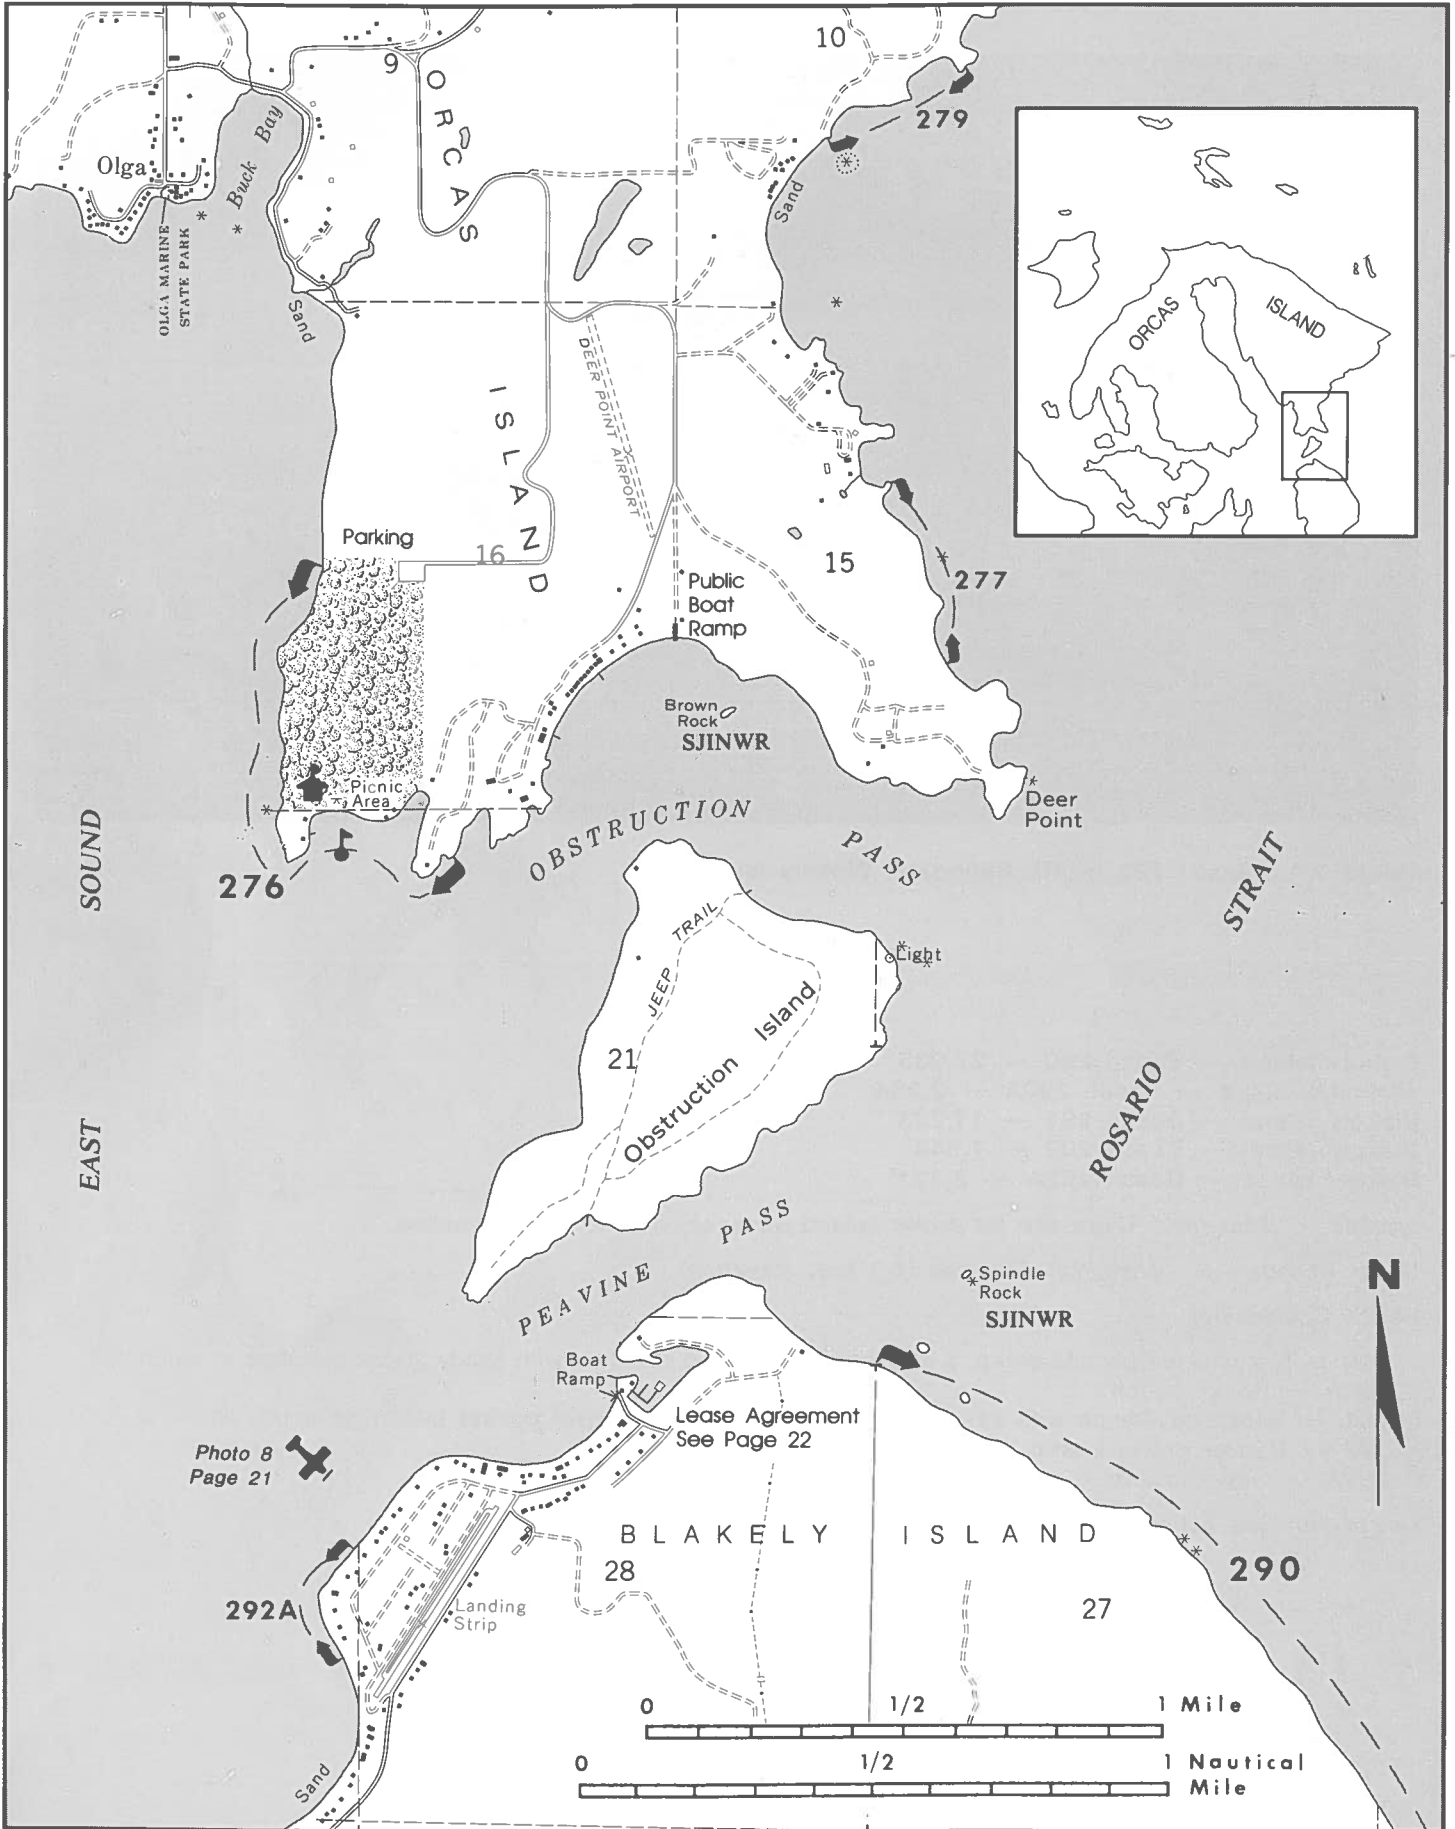 10
9
ORCAS
279
Buck Bay
Olga
Sand
OLGA MARINE
STATE PARK
Sand
ORCAS
ISLAND
DEER POINT AIRPORT
ISLAND
Parking
16
15
277
Public
Boat
Ramp
Brown
Rock
SJINWR
Picnic
Area
Deer
Point
OBSTRUCTION PASS
276
SOUND
EAST
STRAIT
ROSARIO
JEEP TRAIL
Light
21
Obstruction Island
PEAVINE PASS
Spindle
Rock
SJINWR
N
Boat
Ramp
Lease Agreement
See Page 22
Photo 8
Page 21
BLAKELY ISLAND
28
290
292A
Landing
Strip
27
0 1/2 1 Mile
0 1/2 1 Nautical
Mile
Sand